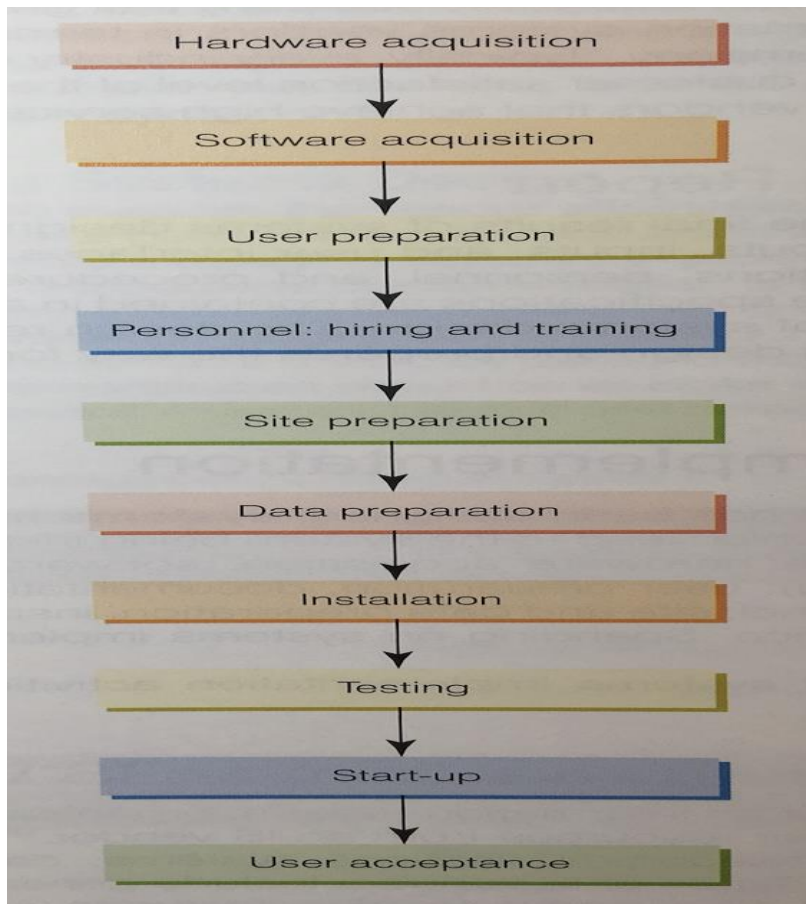 Hardware acquisition
Software acquisition
User preparation
Personnel: hiring and training
Site preparation
Data preparation
Installation
Testing
Start-up
User acceptance